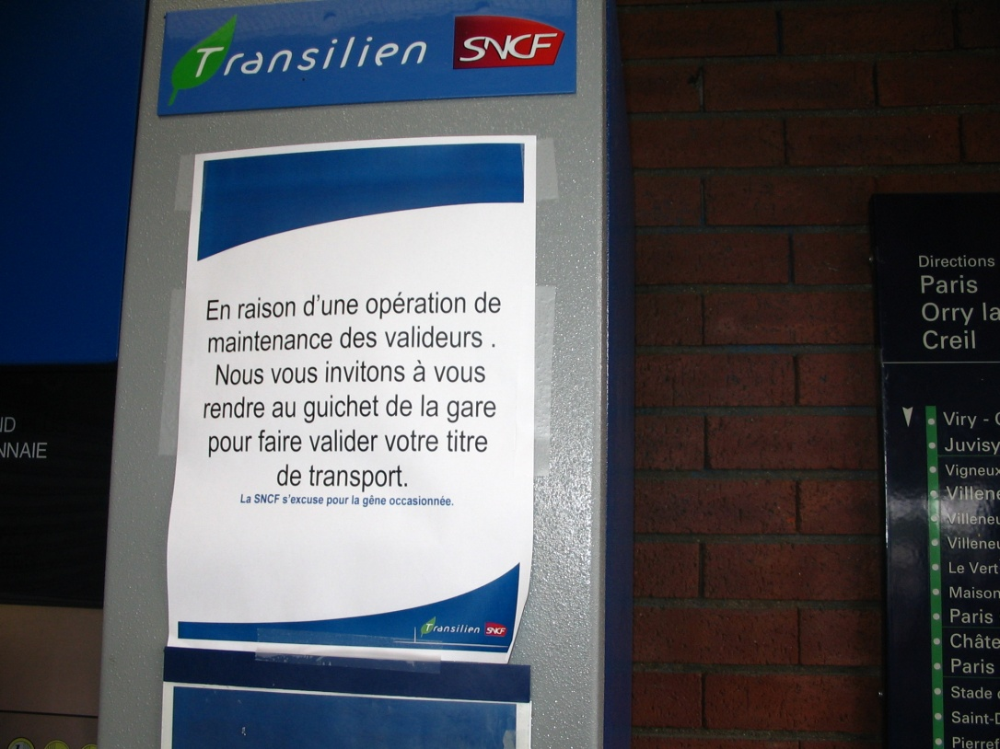 Transilien SNCF
En raison d'une opération de
maintenance des valideurs .
Nous vous invitons à vous
rendre au guichet de la gare
pour faire valider votre titre
de transport.
La SNCF s'excuse pour la gêne occasionnée.
Transilien SNCF
ND
NNAIE
Directions
Paris
Orry la
Creil
Viry -
Juvisy
Vigneux
Villene
Villeneu
Villeneu
Le Vert
Maison
Paris
Châte
Paris
Stade
Saint-D
Pierref